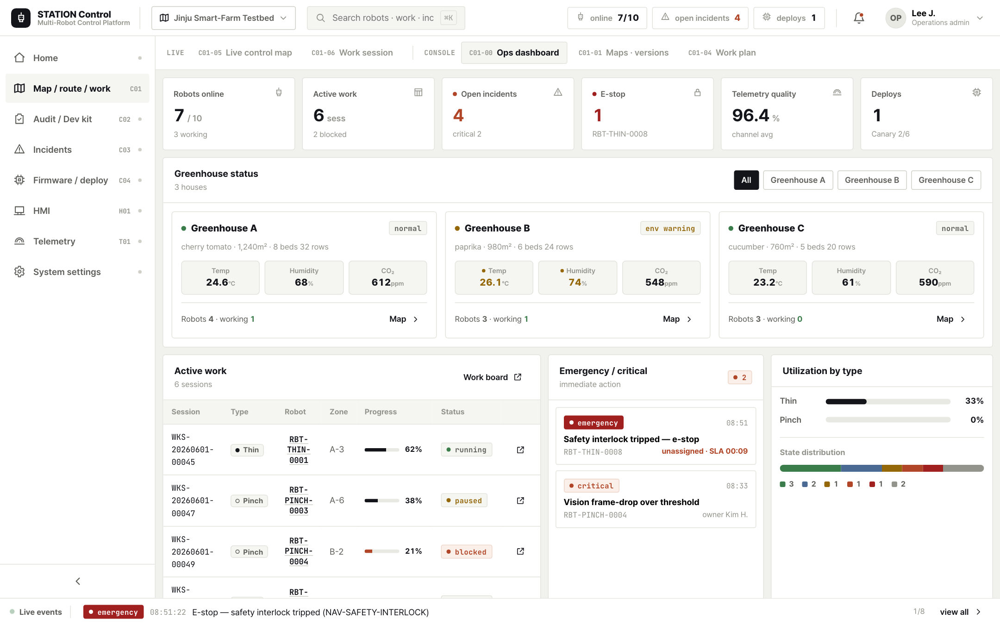 STATION Control
Multi-Robot Control Platform
Jinju Smart-Farm Testbed
Search robots · work · inc
⌘K
online 7/10
open incidents 4
deploys 1
OP
Lee J.
Operations admin
Home
Map / route / work C01
Audit / Dev kit C02
Incidents C03
Firmware / deploy C04
HMI H01
Telemetry T01
System settings
LIVE
C01-05 Live control map
C01-06 Work session
CONSOLE
C01-00 Ops dashboard
C01-01 Maps · versions
C01-04 Work plan
Robots online
7 / 10
3 working
Active work
6 sess
2 blocked
Open incidents
4
critical 2
E-stop
1
RBT-THIN-0008
Telemetry quality
96.4 %
channel avg
Deploys
1
Canary 2/6
Greenhouse status
3 houses
All
Greenhouse A
Greenhouse B
Greenhouse C
Greenhouse A
normal
cherry tomato · 1,240m² · 8 beds 32 rows
Temp
24.6°C
Humidity
68%
CO₂
612ppm
Robots 4 · working 1
Map
Greenhouse B
env warning
paprika · 980m² · 6 beds 24 rows
Temp
26.1°C
Humidity
74%
CO₂
548ppm
Robots 3 · working 1
Map
Greenhouse C
normal
cucumber · 760m² · 5 beds 20 rows
Temp
23.2°C
Humidity
61%
CO₂
590ppm
Robots 3 · working 0
Map
Active work
6 sessions
Work board
Session Type Robot Zone Progress Status
WKS-
20260601-
00045
Thin
RBT-
THIN-
0001
A-3
62%
running
WKS-
20260601-
00047
Pinch
RBT-
PINCH-
0003
A-6
38%
paused
WKS-
20260601-
00049
Pinch
RBT-
PINCH-
0004
B-2
21%
blocked
WKS-
RBT-
Emergency / critical
immediate action
2
emergency
08:51
Safety interlock tripped — e-stop
RBT-THIN-0008
unassigned · SLA 00:09
critical
08:33
Vision frame-drop over threshold
RBT-PINCH-0004
owner Kim H.
Utilization by type
Thin 33%
Pinch 0%
State distribution
3 2 1 1 1 2
Live events
emergency
08:51:22
E-stop — safety interlock tripped (NAV-SAFETY-INTERLOCK)
1/8
view all